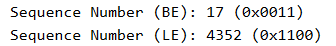 Sequence Number (BE): 17 (0x0011)
Sequence Number (LE): 4352 (0x1100)